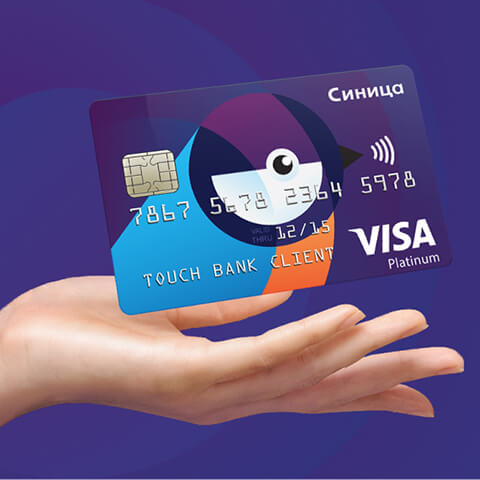 Синица
7867 5678 2364 5978
VALID
THRU 12/15
VISA
TOUCH BANK CLIENT
Platinum